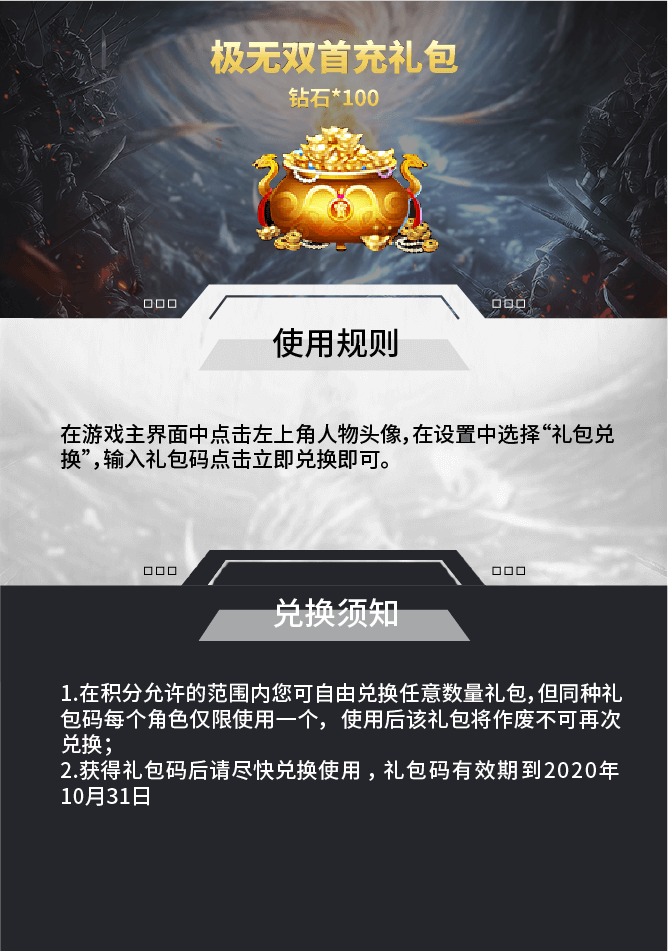 极无双首充礼包
钻石*100
使用规则
在游戏主界面中点击左上角人物头像,在设置中选择“礼包兑
换”,输入礼包码点击立即兑换即可。
兑换须知
1.在积分允许的范围内您可自由兑换任意数量礼包,但同种礼
包码每个角色仅限使用一个，使用后该礼包将作废不可再次
兑换；
2.获得礼包码后请尽快兑换使用，礼包码有效期到2020年
10月31日